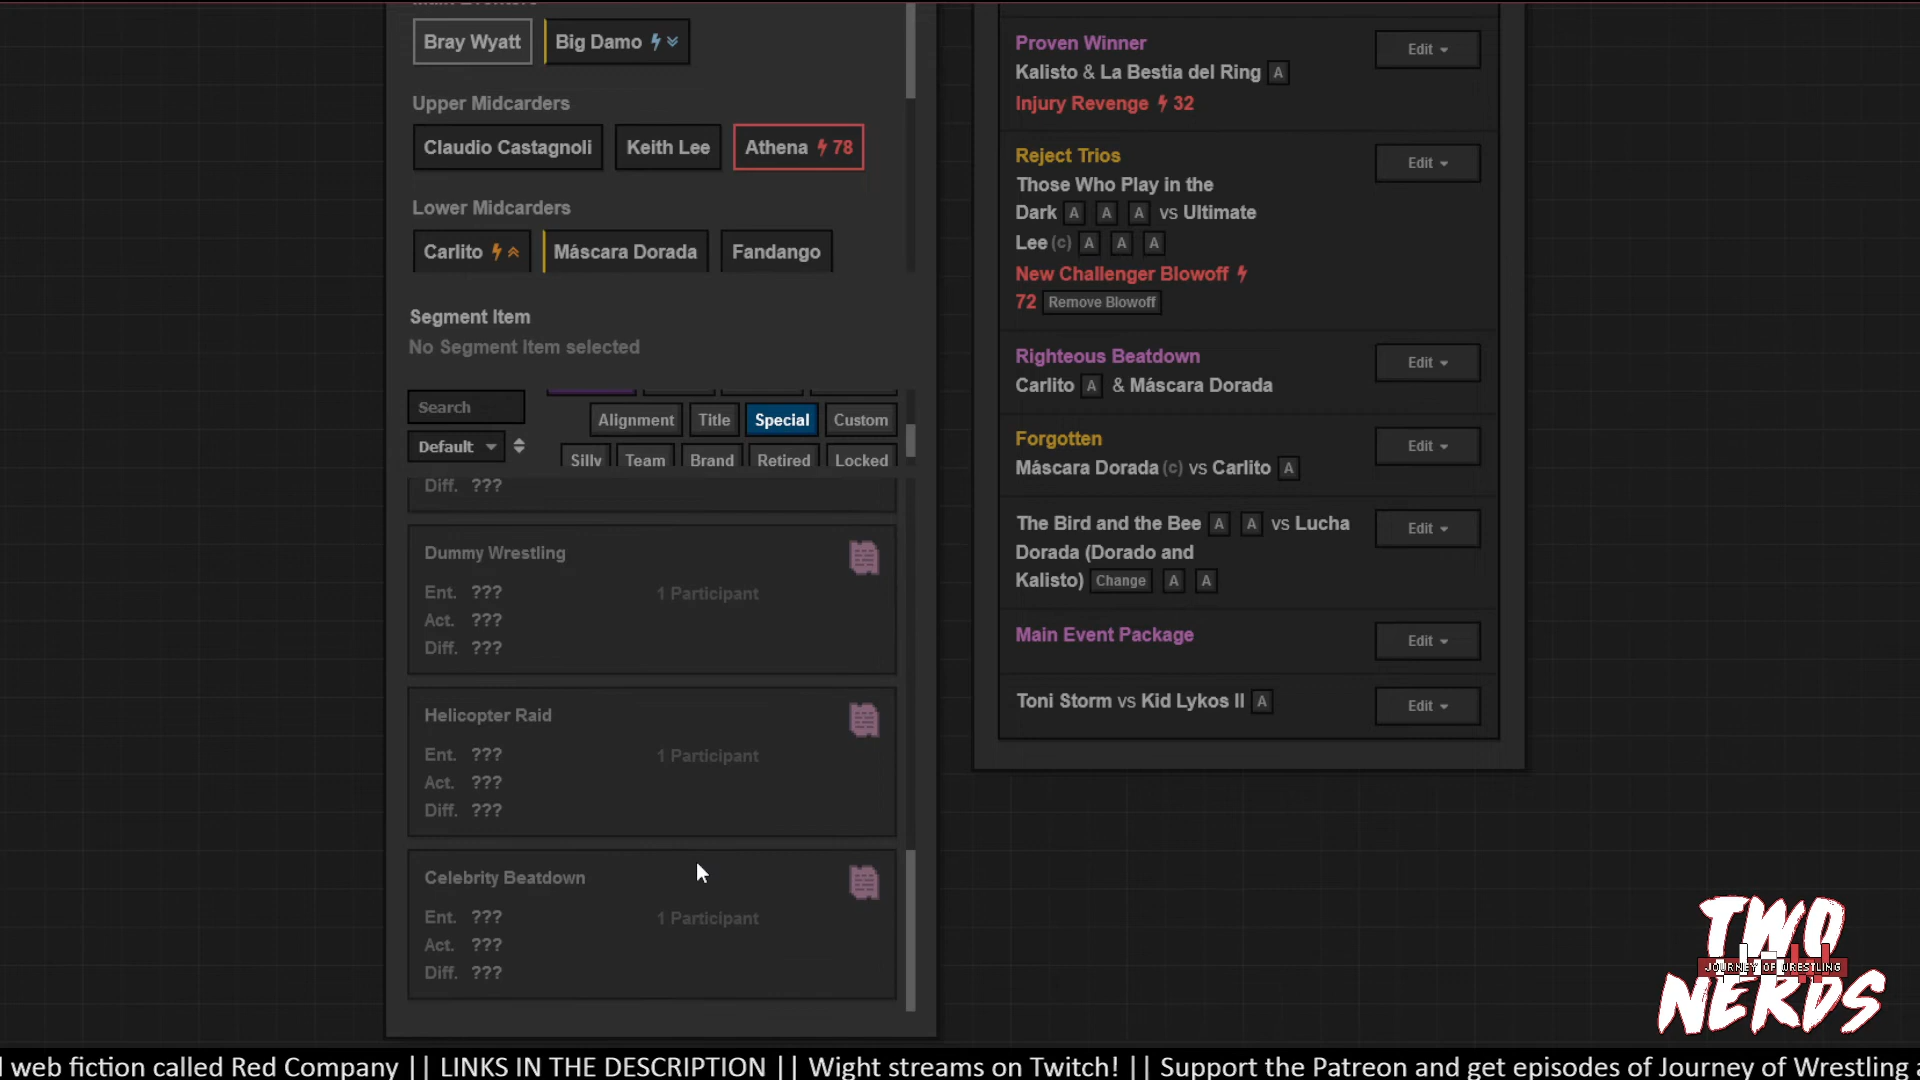 Bray Wyatt
Big Damo
Upper Midcarders
Claudio Castagnoli
Keith Lee
Athena 78
Lower Midcarders
Carlito
Máscara Dorada
Fandango
Segment Item
No Segment Item selected
Search
Alignment
Title
Special
Custom
Default
Silly
Team
Brand
Retired
Locked
Diff. ???
Dummy Wrestling
Ent. ???
1 Participant
Act. ???
Diff. ???
Helicopter Raid
Ent. ???
1 Participant
Act. ???
Diff. ???
Celebrity Beatdown
Ent. ???
1 Participant
Act. ???
Diff. ???
Proven Winner
Edit
Kalisto & La Bestia del Ring A
Injury Revenge 32
Reject Trios
Edit
Those Who Play in the
Dark A A A vs Ultimate
Lee (c) A A A
New Challenger Blowoff
72 Remove Blowoff
Righteous Beatdown
Edit
Carlito A & Máscara Dorada
Forgotten
Edit
Máscara Dorada (c) vs Carlito A
The Bird and the Bee A A vs Lucha
Edit
Dorada (Dorado and
Kalisto) Change A A
Main Event Package
Edit
Toni Storm vs Kid Lykos II A
Edit
TWO
JOURNEY OF WRESTLING
NERDS
web fiction called Red Company || LINKS IN THE DESCRIPTION || Wight streams on Twitch! || Support the Patreon and get episodes of Journey of Wrestling